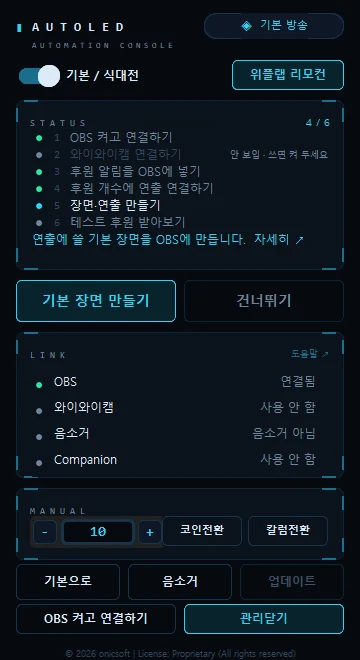 AUTOLED
AUTOMATION CONSOLE
◈ 기본 방송
기본 / 식대전
위플랩 리모컨
STATUS
4 / 6
1 OBS 켜고 연결하기
2 와이와이캠 연결하기
안 보임 · 쓰면 켜 두세요
3 후원 알림을 OBS에 넣기
4 후원 개수에 연출 연결하기
5 장면·연출 만들기
6 테스트 후원 받아보기
연출에 쓸 기본 장면을 OBS에 만듭니다. 자세히 ↗
기본 장면 만들기
건너뛰기
LINK
도움말 ↗
OBS 연결됨
와이와이캠 사용 안 함
음소거 음소거 아님
Companion 사용 안 함
MANUAL
- 10 + 코인전환 칼럼전환
기본으로 음소거 업데이트
OBS 켜고 연결하기 관리닫기
© 2026 onicsoft | License: Proprietary (All rights reserved)